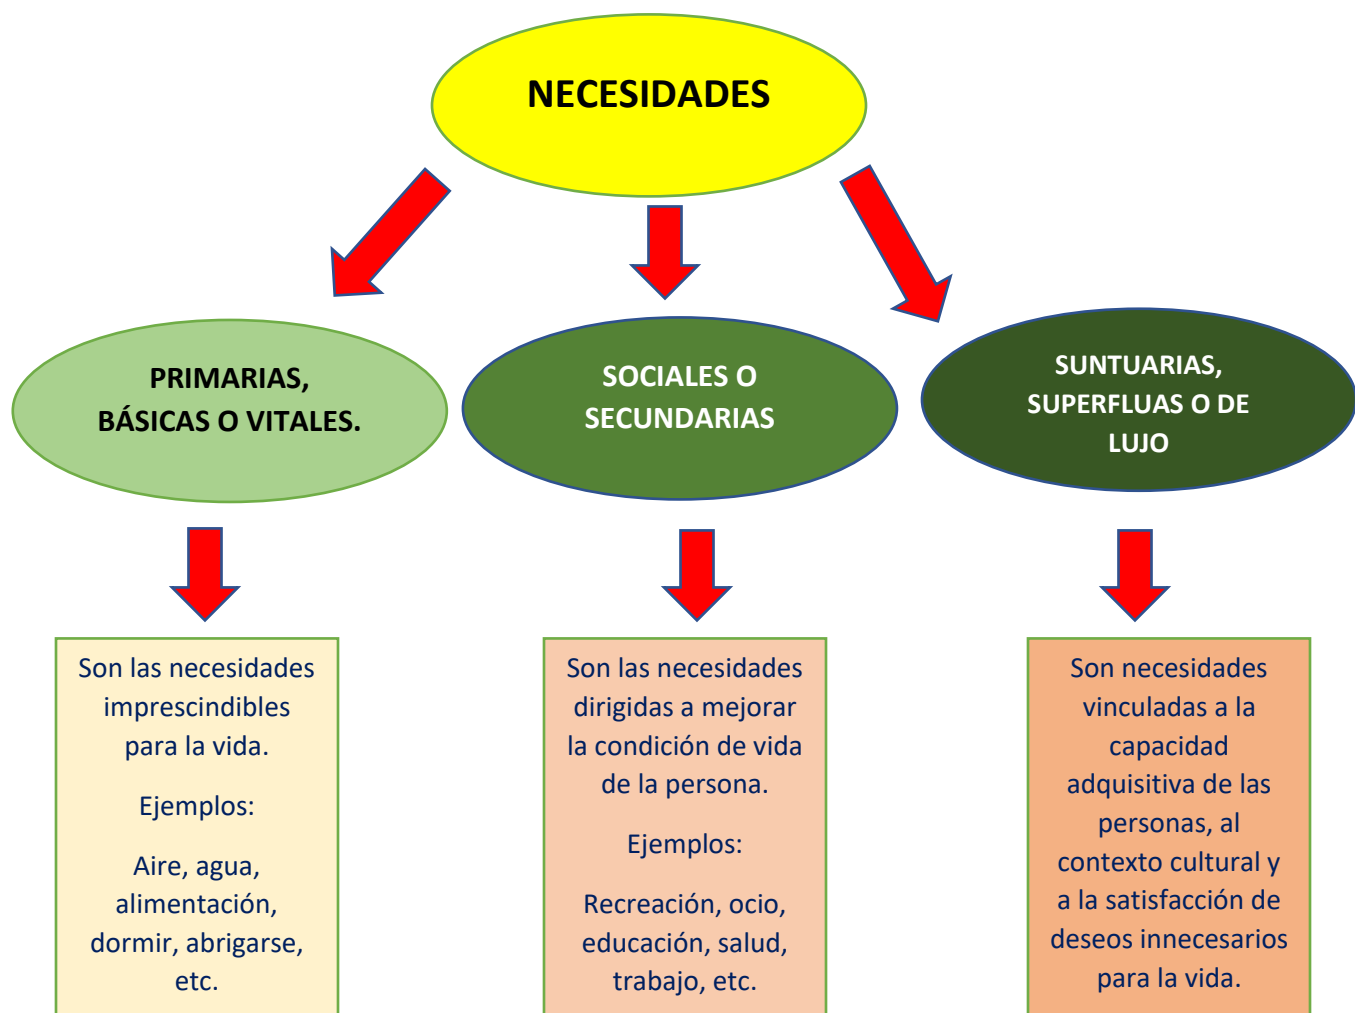 NECESIDADES
PRIMARIAS,
BÁSICAS O VITALES.
SOCIALES O
SECUNDARIAS
SUNTUARIAS,
SUPERFLUAS O DE
LUJO
Son las necesidades
imprescindibles
para la vida.
Ejemplos:
Aire, agua,
alimentación,
dormir, abrigarse,
etc.
Son las necesidades
dirigidas a mejorar
la condición de vida
de la persona.
Ejemplos:
Recreación, ocio,
educación, salud,
trabajo, etc.
Son necesidades
vinculadas a la
capacidad
adquisitiva de las
personas, al
contexto cultural y
a la satisfacción de
deseos innecesarios
para la vida.